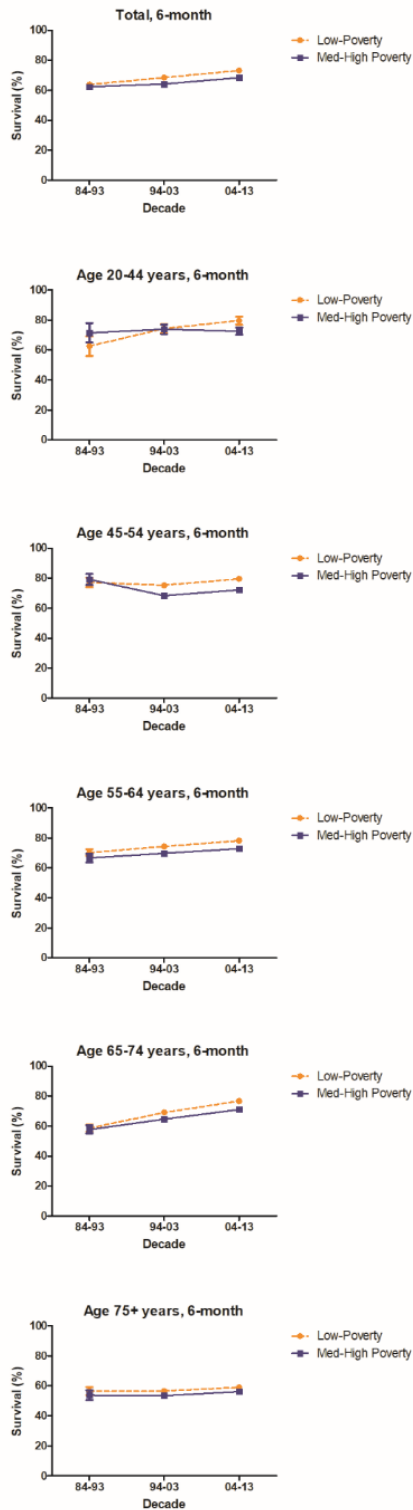 Total, 6-month
100
80
60
40
20
0
Survival (%)
84-93 94-03 04-13
Decade
Low-Poverty
Med-High Poverty
Age 20-44 years, 6-month
100
80
60
40
20
0
Survival (%)
84-93 94-03 04-13
Decade
Low-Poverty
Med-High Poverty
Age 45-54 years, 6-month
100
80
60
40
20
0
Survival (%)
84-93 94-03 04-13
Decade
Low-Poverty
Med-High Poverty
Age 55-64 years, 6-month
100
80
60
40
20
0
Survival (%)
84-93 94-03 04-13
Decade
Low-Poverty
Med-High Poverty
Age 65-74 years, 6-month
100
80
60
40
20
0
Survival (%)
84-93 94-03 04-13
Decade
Low-Poverty
Med-High Poverty
Age 75+ years, 6-month
100
80
60
40
20
0
Survival (%)
84-93 94-03 04-13
Decade
Low-Poverty
Med-High Poverty